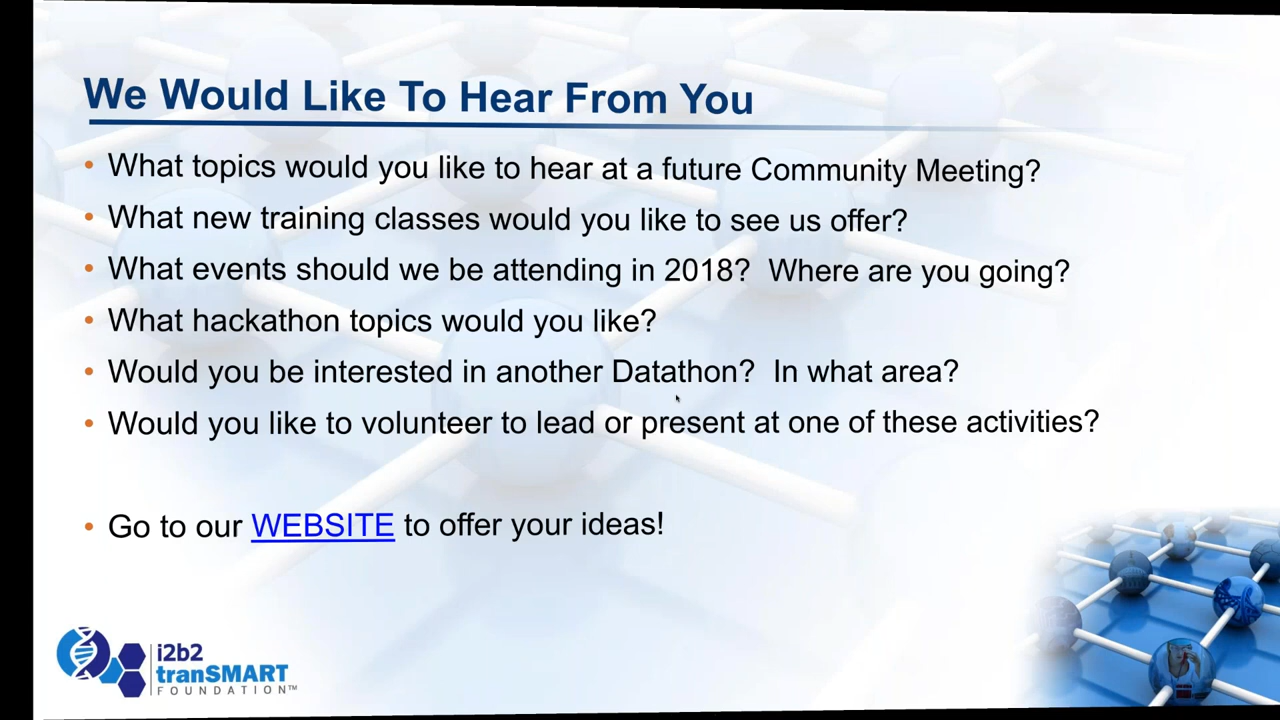 We Would Like To Hear From You
• What topics would you like to hear at a future Community Meeting?
• What new training classes would you like to see us offer?
• What events should we be attending in 2018?  Where are you going?
• What hackathon topics would you like?
• Would you be interested in another Datathon?  In what area?
• Would you like to volunteer to lead or present at one of these activities?
• Go to our WEBSITE to offer your ideas!
i2b2
tranSMART
FOUNDATION™